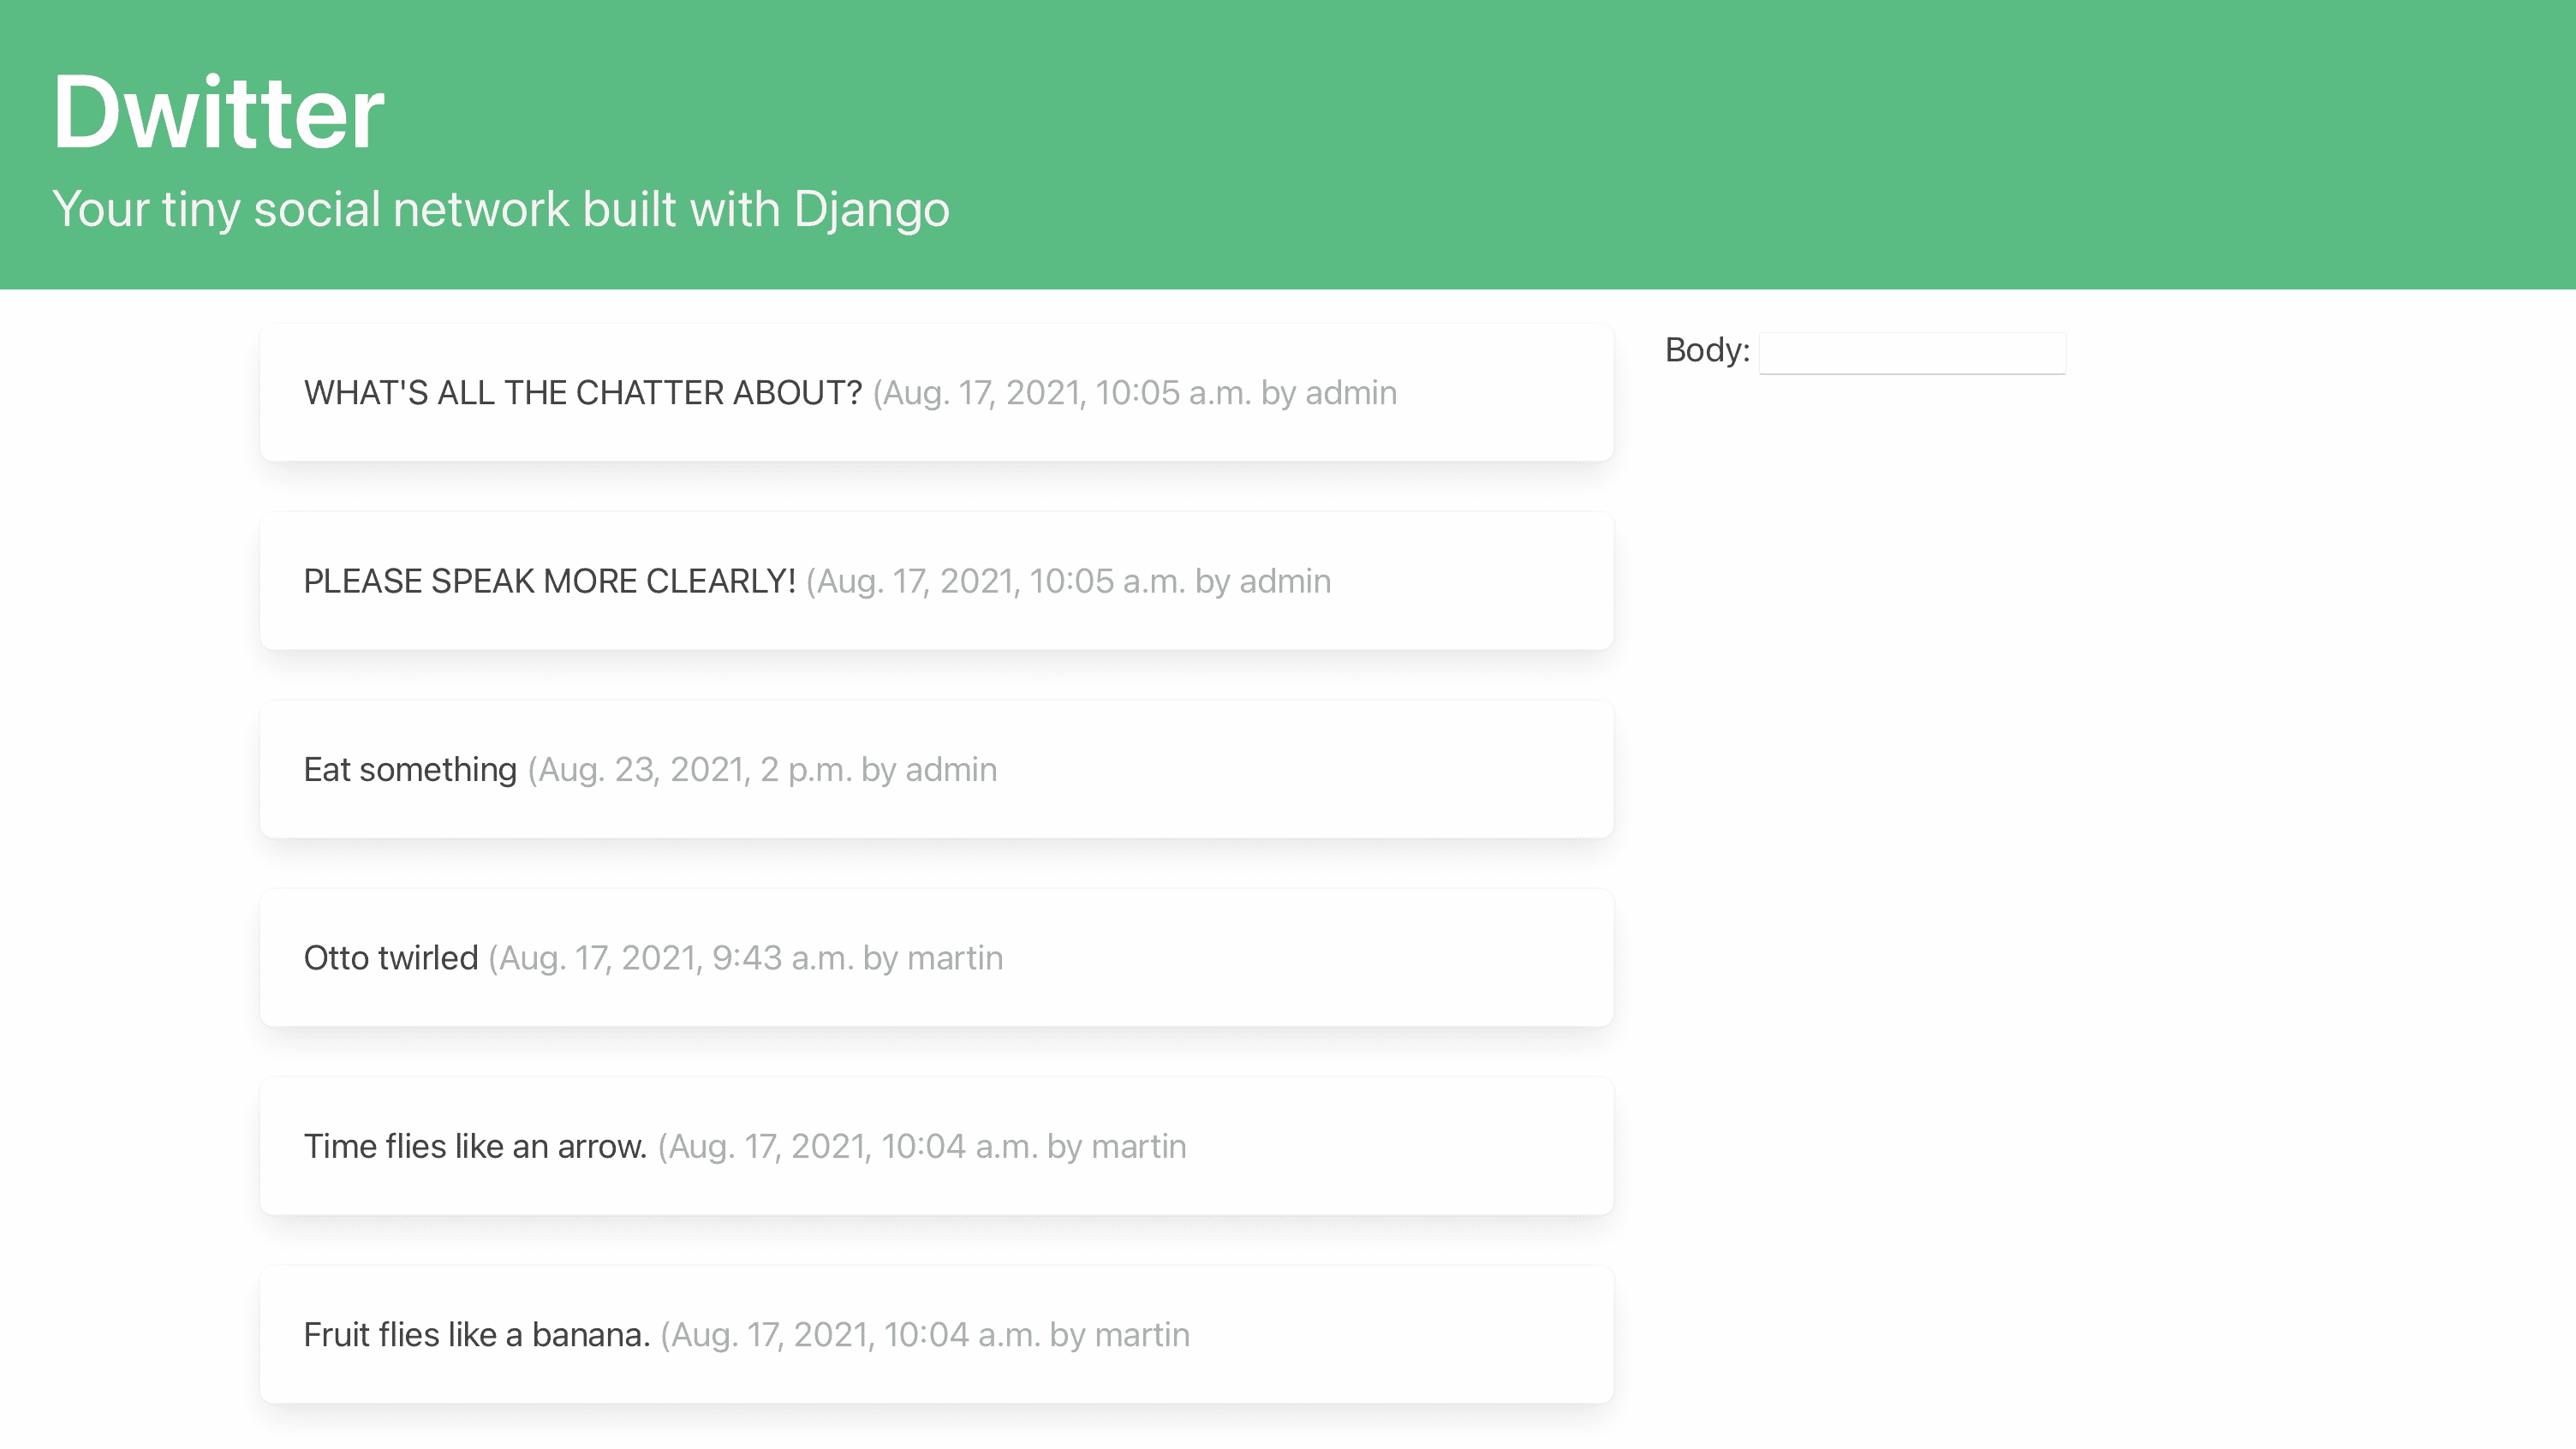 Dwitter
Your tiny social network built with Django
WHAT'S ALL THE CHATTER ABOUT? (Aug. 17, 2021, 10:05 a.m. by admin
Body:
PLEASE SPEAK MORE CLEARLY! (Aug. 17, 2021, 10:05 a.m. by admin
Eat something (Aug. 23, 2021, 2 p.m. by admin
Otto twirled (Aug. 17, 2021, 9:43 a.m. by martin
Time flies like an arrow. (Aug. 17, 2021, 10:04 a.m. by martin
Fruit flies like a banana. (Aug. 17, 2021, 10:04 a.m. by martin